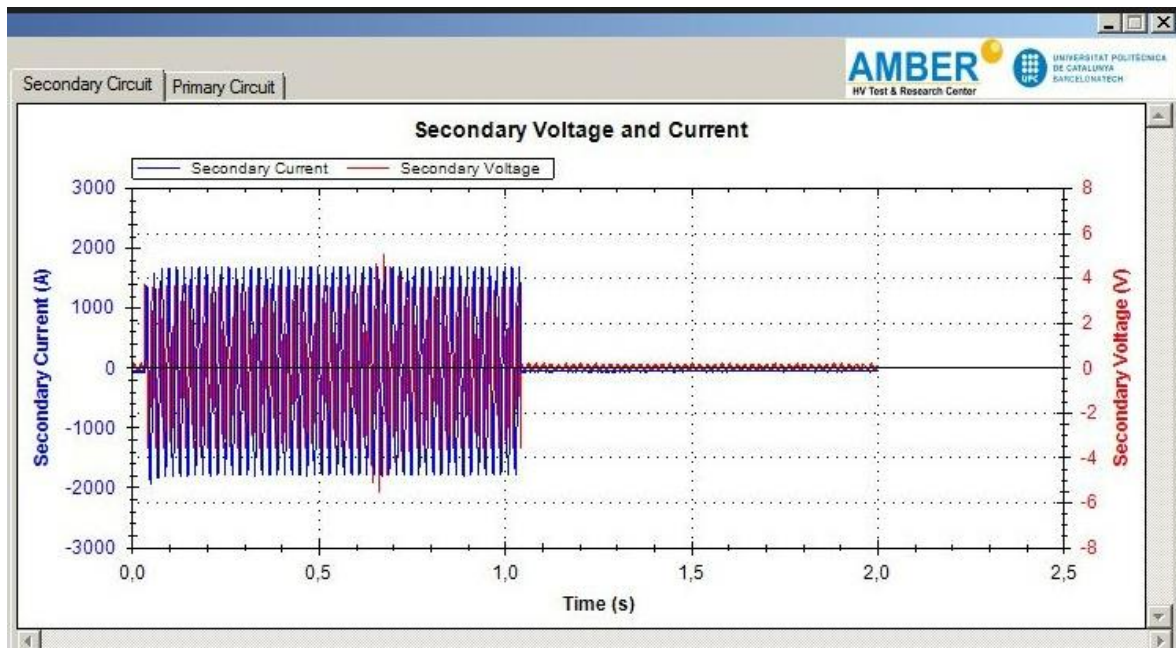 AMBER
HV Test & Research Center
UPC
UNIVERSITAT POLITÈCNICA
DE CATALUNYA
BARCELONATECH
Secondary Circuit
Primary Circuit
Secondary Voltage and Current
Secondary Current
Secondary Voltage
3000
2000
1000
0
-1000
-2000
-3000
Secondary Current (A)
8
6
4
2
0
-2
-4
-6
-8
Secondary Voltage (V)
0,0 0,5 1,0 1,5 2,0 2,5
Time (s)